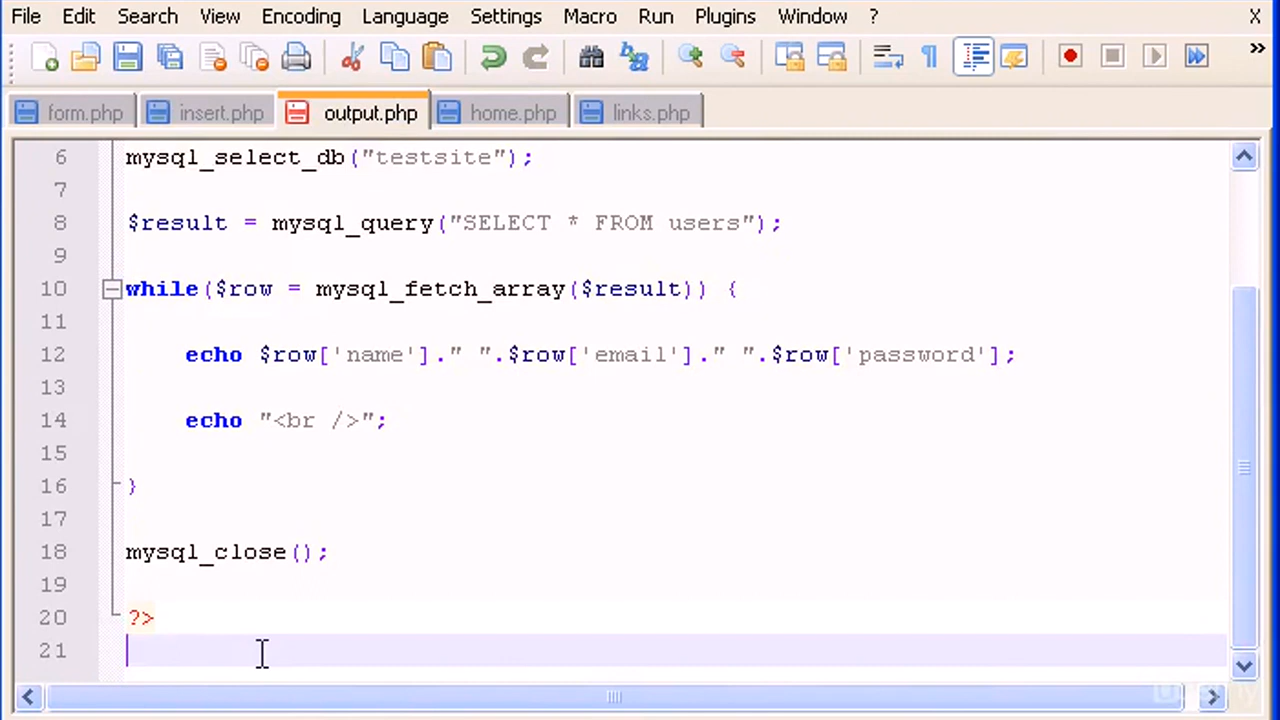 File Edit Search View Encoding Language Settings Macro Run Plugins Window ? X
form.php insert.php output.php home.php links.php
6 mysql_select_db("testsite");
7
8 $result = mysql_query("SELECT * FROM users");
9
10 while($row = mysql_fetch_array($result)) {
11
12 echo $row['name']." ".$row['email']." ".$row['password'];
13
14 echo "<br />";
15
16 }
17
18 mysql_close();
19
20 ?>
21